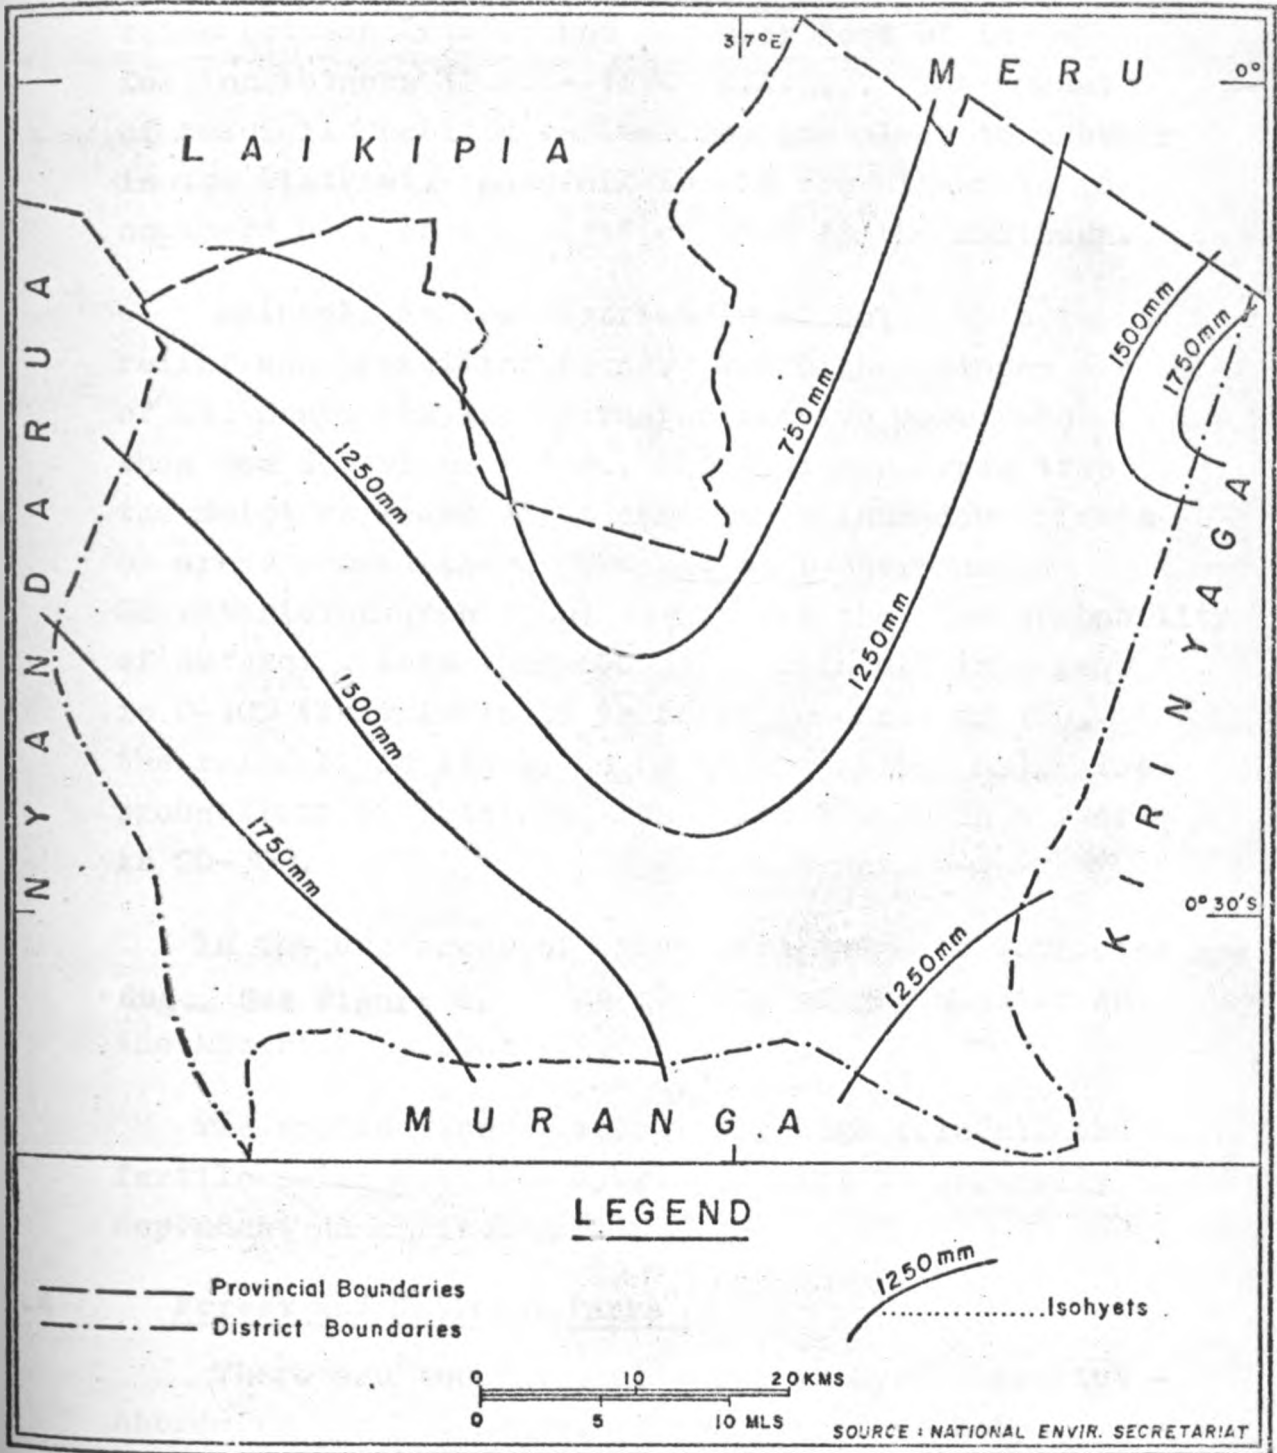 37°E
MERU
0°
LAIKIPIA
NYANDARUA
1500mm
1750mm
750mm
1250mm
1250mm
KIRINYAGA
1500mm
1750mm
0° 30'S
1250mm
MURANGA
LEGEND
Provincial Boundaries
District Boundaries
1250mm
Isohyets
0 10 20 KMS
0 5 10 MLS
SOURCE : NATIONAL ENVIR. SECRETARIAT